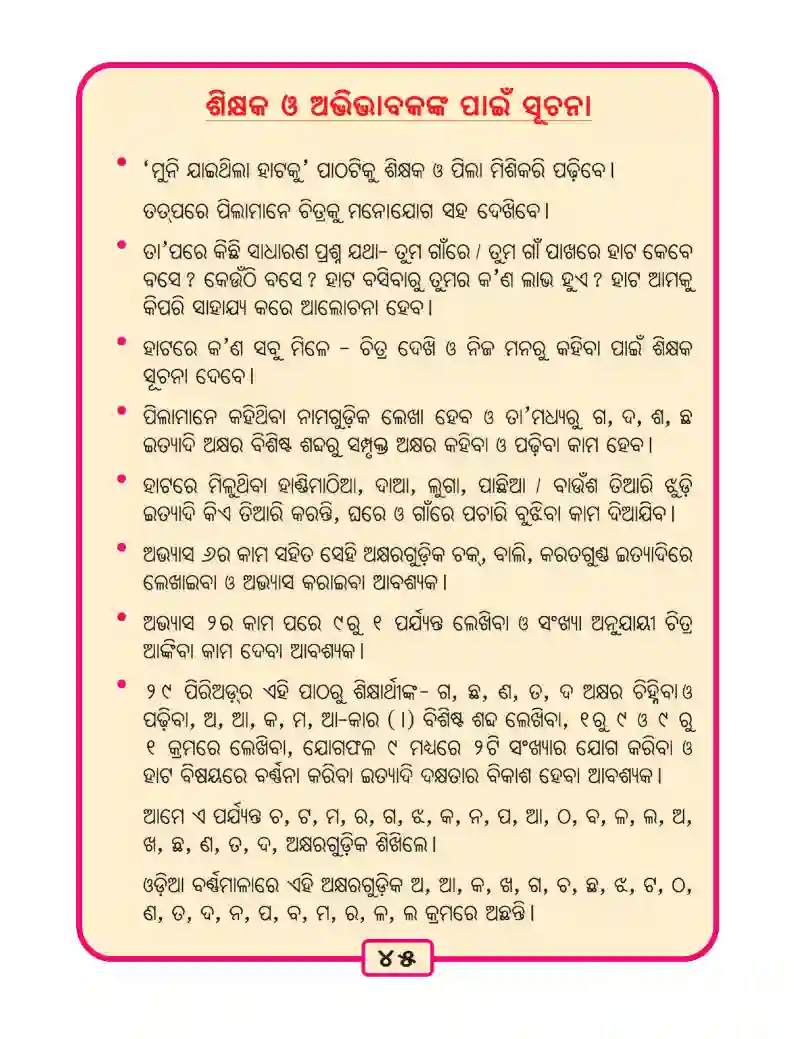 ଶିକ୍ଷକ ଓ ଅଭିଭାବକଙ୍କ ପାଇଁ ସୂଚନା
• ‘ମୁନି ଯାଇଥିଲା ହାଟକୁ’ ପାଠଟିକୁ ଶିକ୍ଷକ ଓ ପିଲା ମିଶିକରି ପଢ଼ିବେ।
ତତ୍‌ପରେ ପିଲାମାନେ ଚିତ୍ରକୁ ମନୋଯୋଗ ସହ ଦେଖିବେ।
• ତା’ପରେ କିଛି ସାଧାରଣ ପ୍ରଶ୍ନ ଯଥା- ତୁମ ଗାଁରେ / ତୁମ ଗାଁ ପାଖରେ ହାଟ କେବେ
ବସେ ? କେଉଁଠି ବସେ ? ହାଟ ବସିବାରୁ ତୁମର କ’ଣ ଲାଭ ହୁଏ ? ହାଟ ଆମକୁ
କିପରି ସାହାଯ୍ୟ କରେ ଆଲୋଚନା ହେବ।
• ହାଟରେ କ’ଣ ସବୁ ମିଳେ – ଚିତ୍ର ଦେଖି ଓ ନିଜ ମନରୁ କହିବା ପାଇଁ ଶିକ୍ଷକ
ସୂଚନା ଦେବେ।
• ପିଲାମାନେ କହିଥିବା ନାମଗୁଡ଼ିକ ଲେଖା ହେବ ଓ ତା’ମଧ୍ୟରୁ ଗ, ଦ, ଶ, ଛ
ଇତ୍ୟାଦି ଅକ୍ଷର ବିଶିଷ୍ଟ ଶବ୍ଦରୁ ସମ୍ପୃକ୍ତ ଅକ୍ଷର କହିବା ଓ ପଢ଼ିବା କାମ ହେବ।
• ହାଟରେ ମିଳୁଥିବା ହାଣ୍ଡିମାଠିଆ, ଦାଆ, ଲୁଗା, ପାଛିଆ / ବାଉଁଶ ତିଆରି ଝୁଡ଼ି
ଇତ୍ୟାଦି କିଏ ତିଆରି କରନ୍ତି, ଘରେ ଓ ଗାଁରେ ପଚାରି ବୁଝିବା କାମ ଦିଆଯିବ।
• ଅଭ୍ୟାସ ୬ର କାମ ସହିତ ସେହି ଅକ୍ଷରଗୁଡ଼ିକ ଚକ୍, ବାଲି, କରତଗୁଣ୍ଡ ଇତ୍ୟାଦିରେ
ଲେଖାଇବା ଓ ଅଭ୍ୟାସ କରାଇବା ଆବଶ୍ୟକ।
• ଅଭ୍ୟାସ ୨ର କାମ ପରେ ୯ରୁ ୧ ପର୍ଯ୍ୟନ୍ତ ଲେଖିବା ଓ ସଂଖ୍ୟା ଅନୁଯାୟୀ ଚିତ୍ର
ଆଙ୍କିବା କାମ ଦେବା ଆବଶ୍ୟକ।
• ୨୯ ପିରିଅଡ଼୍‌ର ଏହି ପାଠରୁ ଶିକ୍ଷାର୍ଥୀଙ୍କ- ଗ, ଛ, ଣ, ତ, ଦ ଅକ୍ଷର ଚିହ୍ନିବା ଓ
ପଢ଼ିବା, ଅ, ଆ, କ, ମ, ଆ-କାର (ା) ବିଶିଷ୍ଟ ଶବ୍ଦ ଲେଖିବା, ୧ରୁ ୯ ଓ ୯ ରୁ
୧ କ୍ରମରେ ଲେଖିବା, ଯୋଗଫଳ ୯ ମଧ୍ୟରେ ୨ଟି ସଂଖ୍ୟାର ଯୋଗ କରିବା ଓ
ହାଟ ବିଷୟରେ ବର୍ଣ୍ଣନା କରିବା ଇତ୍ୟାଦି ଦକ୍ଷତାର ବିକାଶ ହେବା ଆବଶ୍ୟକ।
ଆମେ ଏ ପର୍ଯ୍ୟନ୍ତ ଚ, ଟ, ମ, ର, ଗ, ଝ, କ, ନ, ପ, ଆ, ଠ, ବ, ଳ, ଲ, ଅ,
ଖ, ଛ, ଣ, ତ, ଦ, ଅକ୍ଷରଗୁଡ଼ିକ ଶିଖିଲେ।
ଓଡ଼ିଆ ବର୍ଣ୍ଣମାଳାରେ ଏହି ଅକ୍ଷରଗୁଡ଼ିକ ଅ, ଆ, କ, ଖ, ଗ, ଚ, ଛ, ଝ, ଟ, ଠ,
ଣ, ତ, ଦ, ନ, ପ, ବ, ମ, ର, ଳ, ଲ କ୍ରମରେ ଅଛନ୍ତି।
୪୫